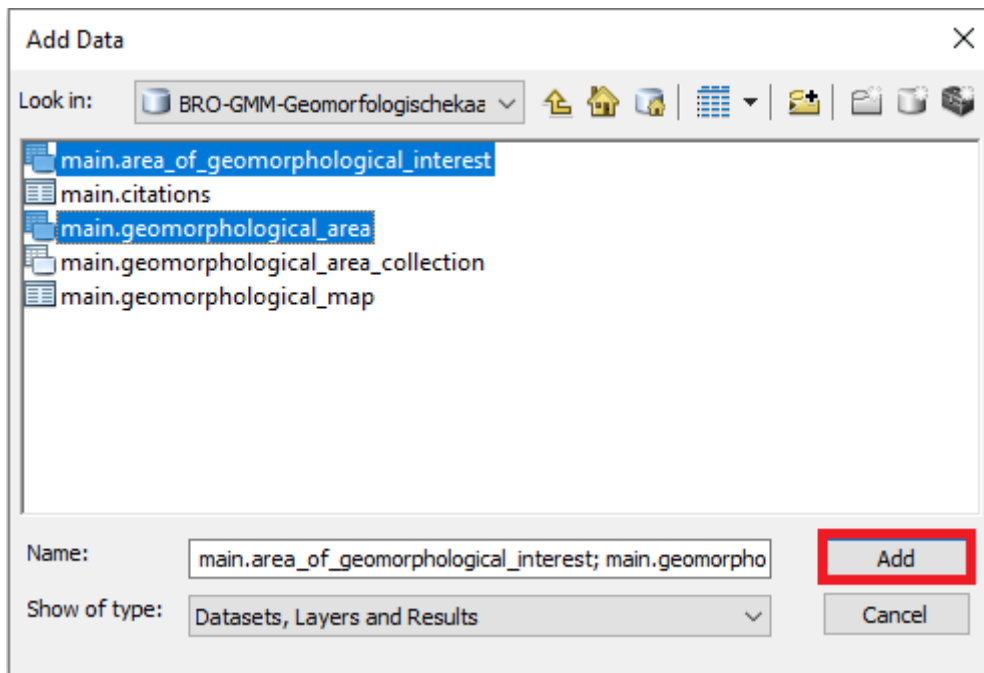 Add Data
Look in: BRO-GMM-Geomorfologischekaa
main.area_of_geomorphological_interest
main.citations
main.geomorphological_area
main.geomorphological_area_collection
main.geomorphological_map
Name: main.area_of_geomorphological_interest; main.geomorpho Add
Show of type: Datasets, Layers and Results Cancel